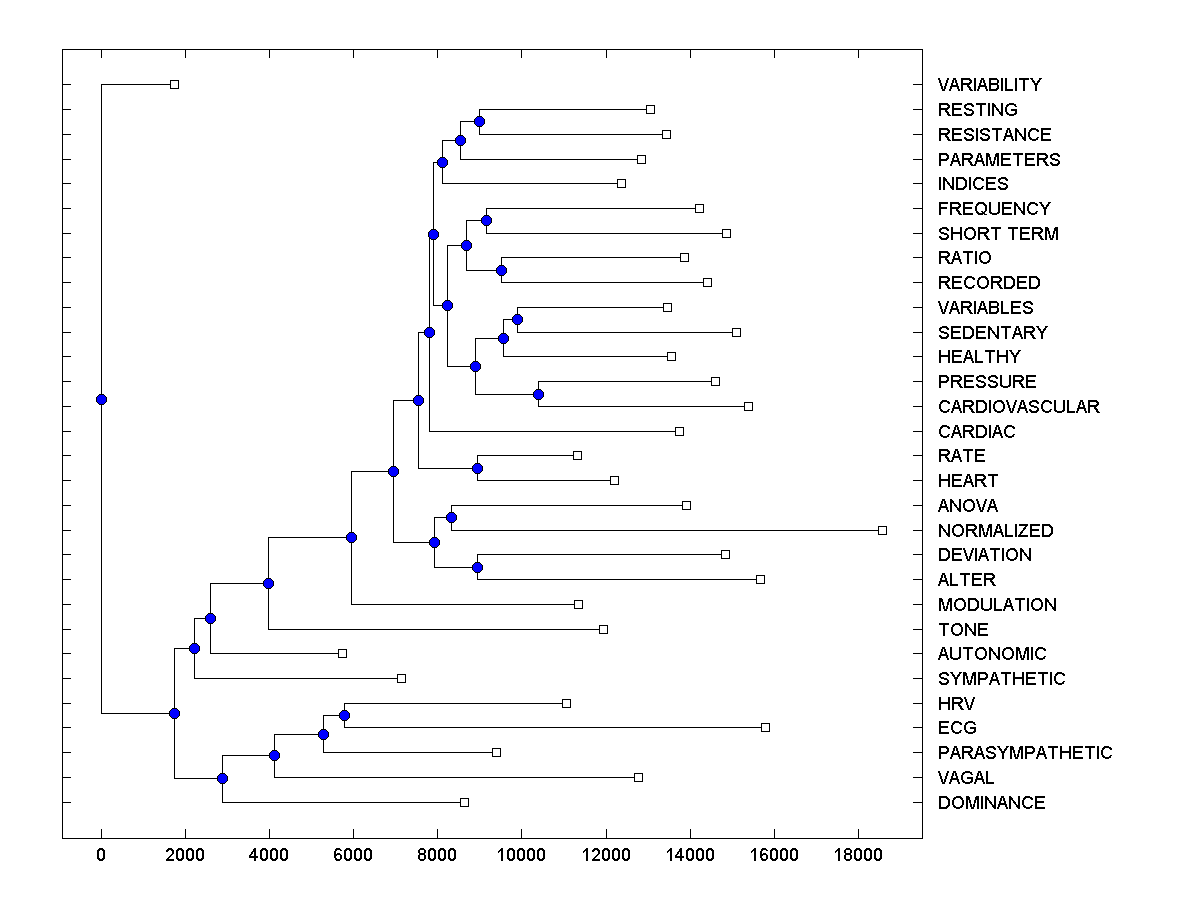 VARIABILITY
RESTING
RESISTANCE
PARAMETERS
INDICES
FREQUENCY
SHORT TERM
RATIO
RECORDED
VARIABLES
SEDENTARY
HEALTHY
PRESSURE
CARDIOVASCULAR
CARDIAC
RATE
HEART
ANOVA
NORMALIZED
DEVIATION
ALTER
MODULATION
TONE
AUTONOMIC
SYMPATHETIC
HRV
ECG
PARASYMPATHETIC
VAGAL
DOMINANCE
0 2000 4000 6000 8000 10000 12000 14000 16000 18000